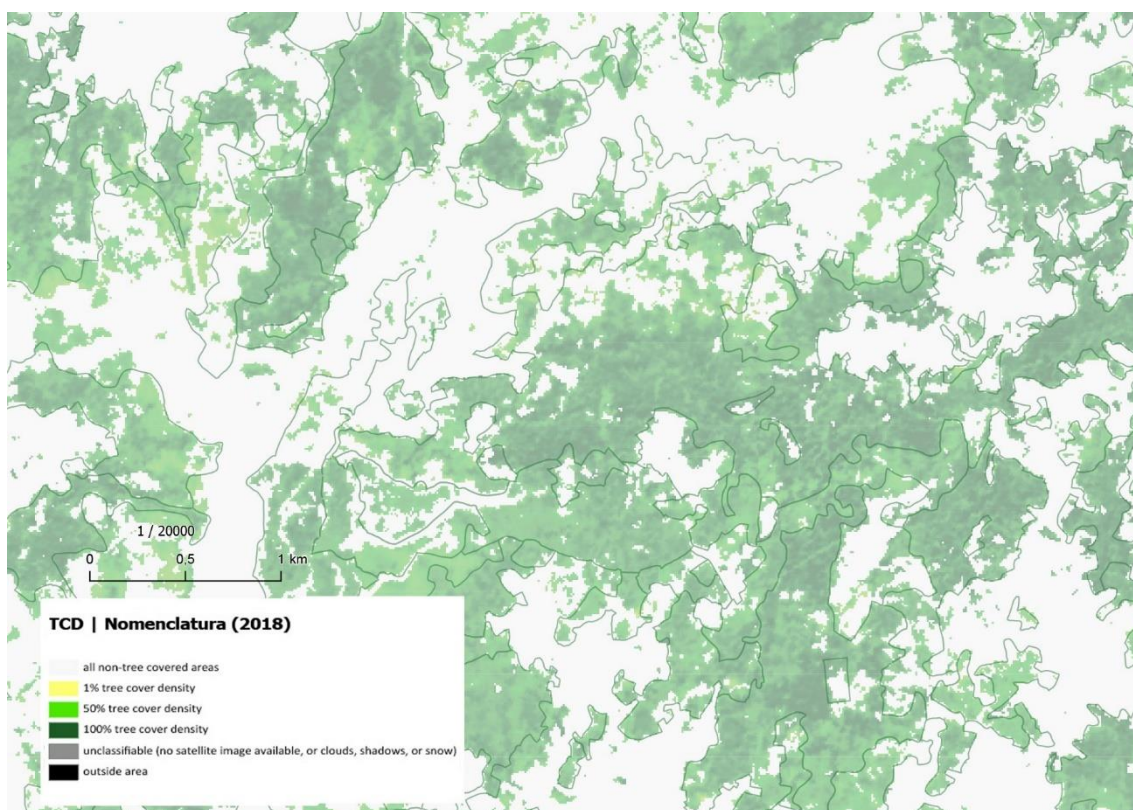 1 / 20000
0 0.5 1 km
TCD | Nomenclatura (2018)
all non-tree covered areas
1% tree cover density
50% tree cover density
100% tree cover density
unclassifiable (no satellite image available, or clouds, shadows, or snow)
outside area